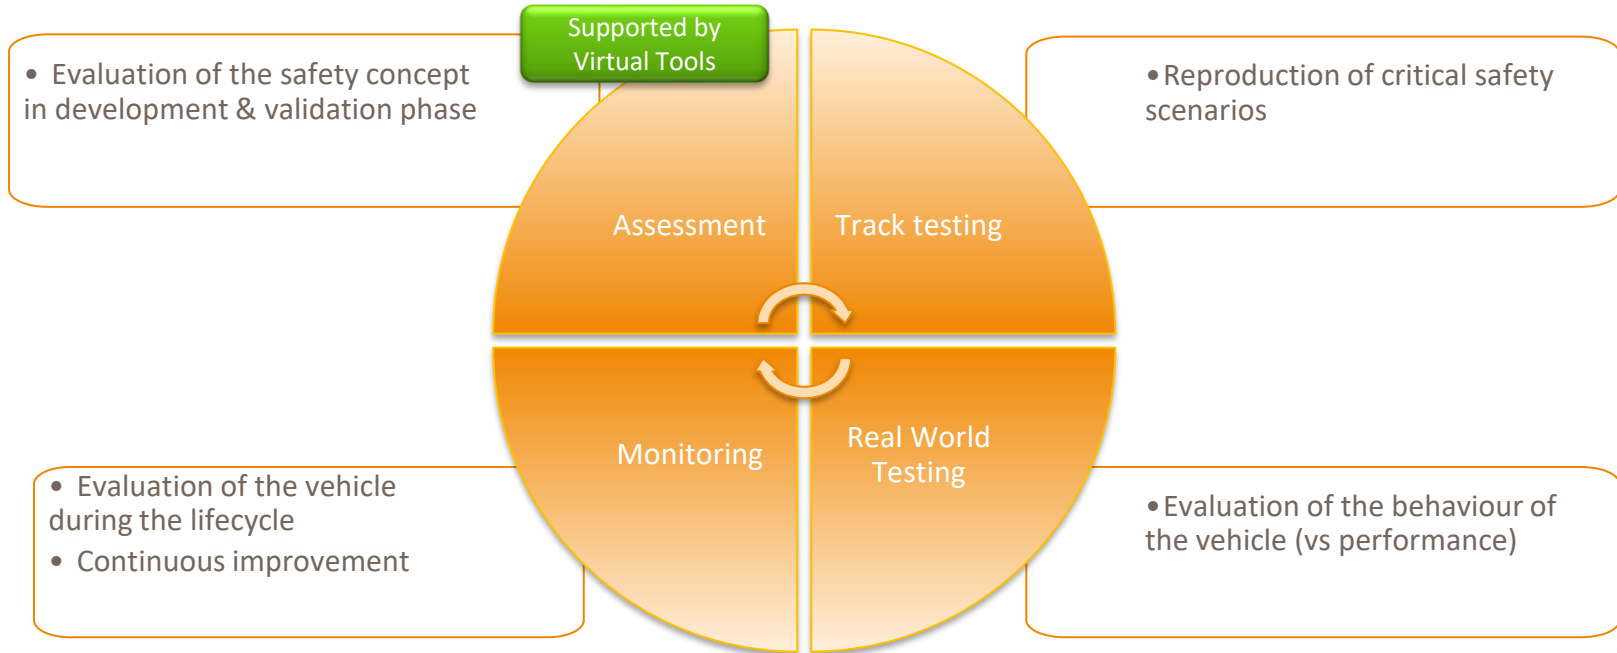 Supported by
Virtual Tools
• Evaluation of the safety concept
in development & validation phase
•Reproduction of critical safety
scenarios
Assessment
Track testing
Monitoring
Real World
Testing
• Evaluation of the vehicle
during the lifecycle
• Continuous improvement
•Evaluation of the behaviour of
the vehicle (vs performance)